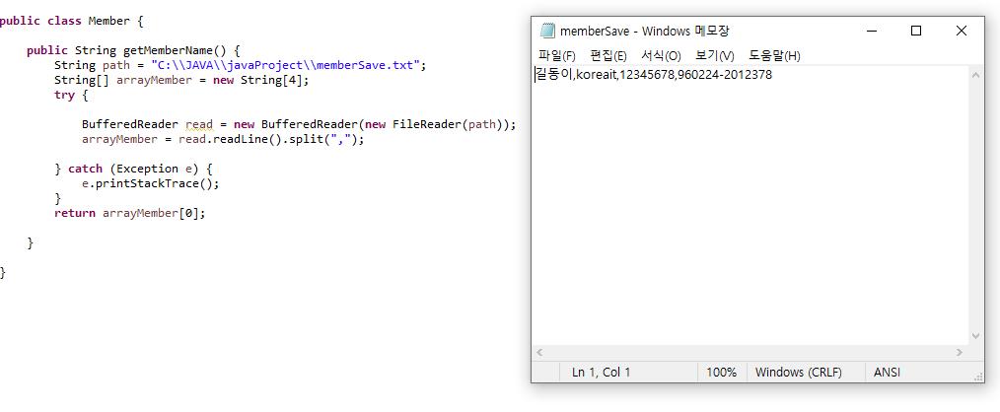 public class Member {
public String getMemberName() {
String path = "C:\\JAVA\\javaProject\\memberSave.txt";
String[] arrayMember = new String[4];
try {
BufferedReader read = new BufferedReader(new FileReader(path));
arrayMember = read.readLine().split(",");
} catch (Exception e) {
e.printStackTrace();
}
return arrayMember[0];
}
}
memberSave - Windows 메모장
파일(F) 편집(E) 서식(O) 보기(V) 도움말(H)
길동이,koreait,12345678,960224-2012378
Ln 1, Col 1 100% Windows (CRLF) ANSI